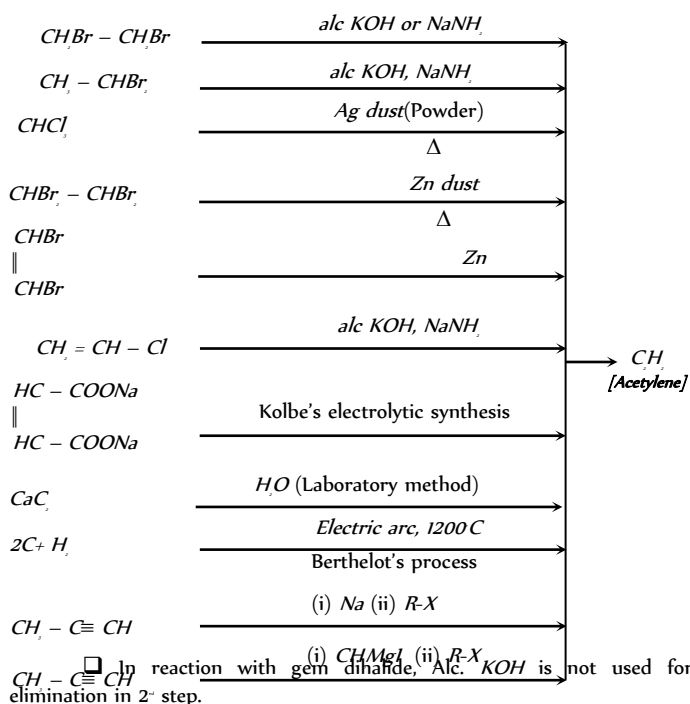 CH₂Br – CH₂Br alc KOH or NaNH₂
CH₃ – CHBr₂ alc KOH, NaNH₂
CHCl₃ Ag dust(Powder)
Δ
CHBr₂ – CHBr₂ Zn dust
Δ
CHBr
||
CHBr
Zn
CH₂ = CH – Cl alc KOH, NaNH₂
C₂H₂
[Acetylene]
HC – COONa
||
HC – COONa
Kolbe's electrolytic synthesis
CaC₂ H₂O (Laboratory method)
2C+ H₂ Electric arc, 1200 C
Berthelot's process
CH₃ – C≡ CH (i) Na (ii) R-X
CH₃ – C≡ CH (i) CH₃MgI (ii) R-X
❑ In reaction with gem dihalide, Alc. KOH is not used for
elimination in 2ⁿᵈ step.